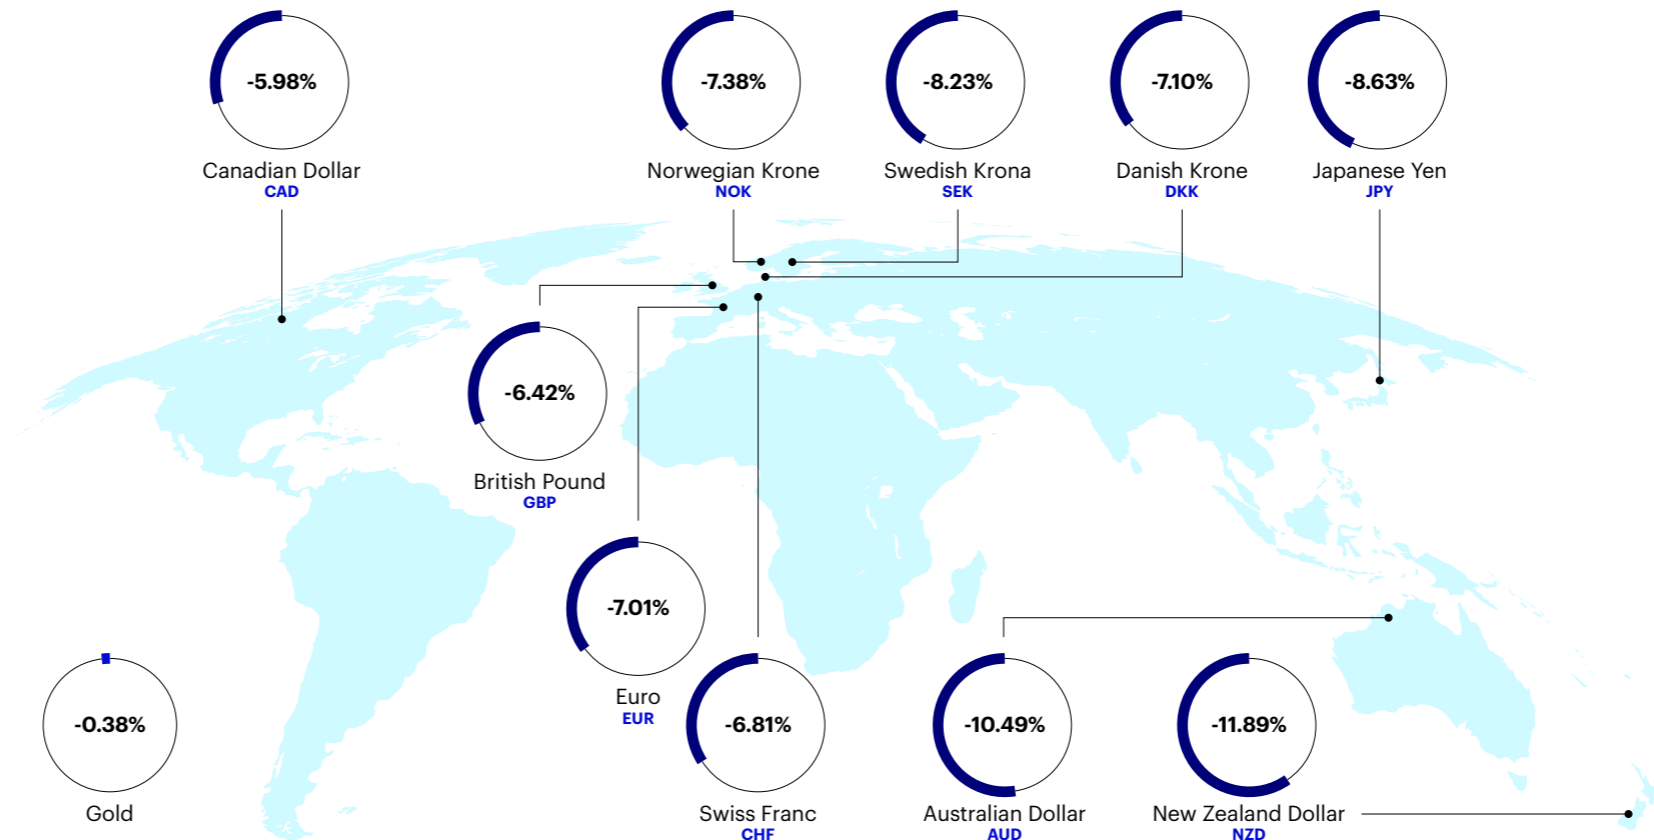 -5.98%
Canadian Dollar
CAD
-7.38%
Norwegian Krone
NOK
-8.23%
Swedish Krona
SEK
-7.10%
Danish Krone
DKK
-8.63%
Japanese Yen
JPY
-6.42%
British Pound
GBP
-7.01%
Euro
EUR
-0.38%
Gold
-6.81%
Swiss Franc
CHF
-10.49%
Australian Dollar
AUD
-11.89%
New Zealand Dollar
NZD